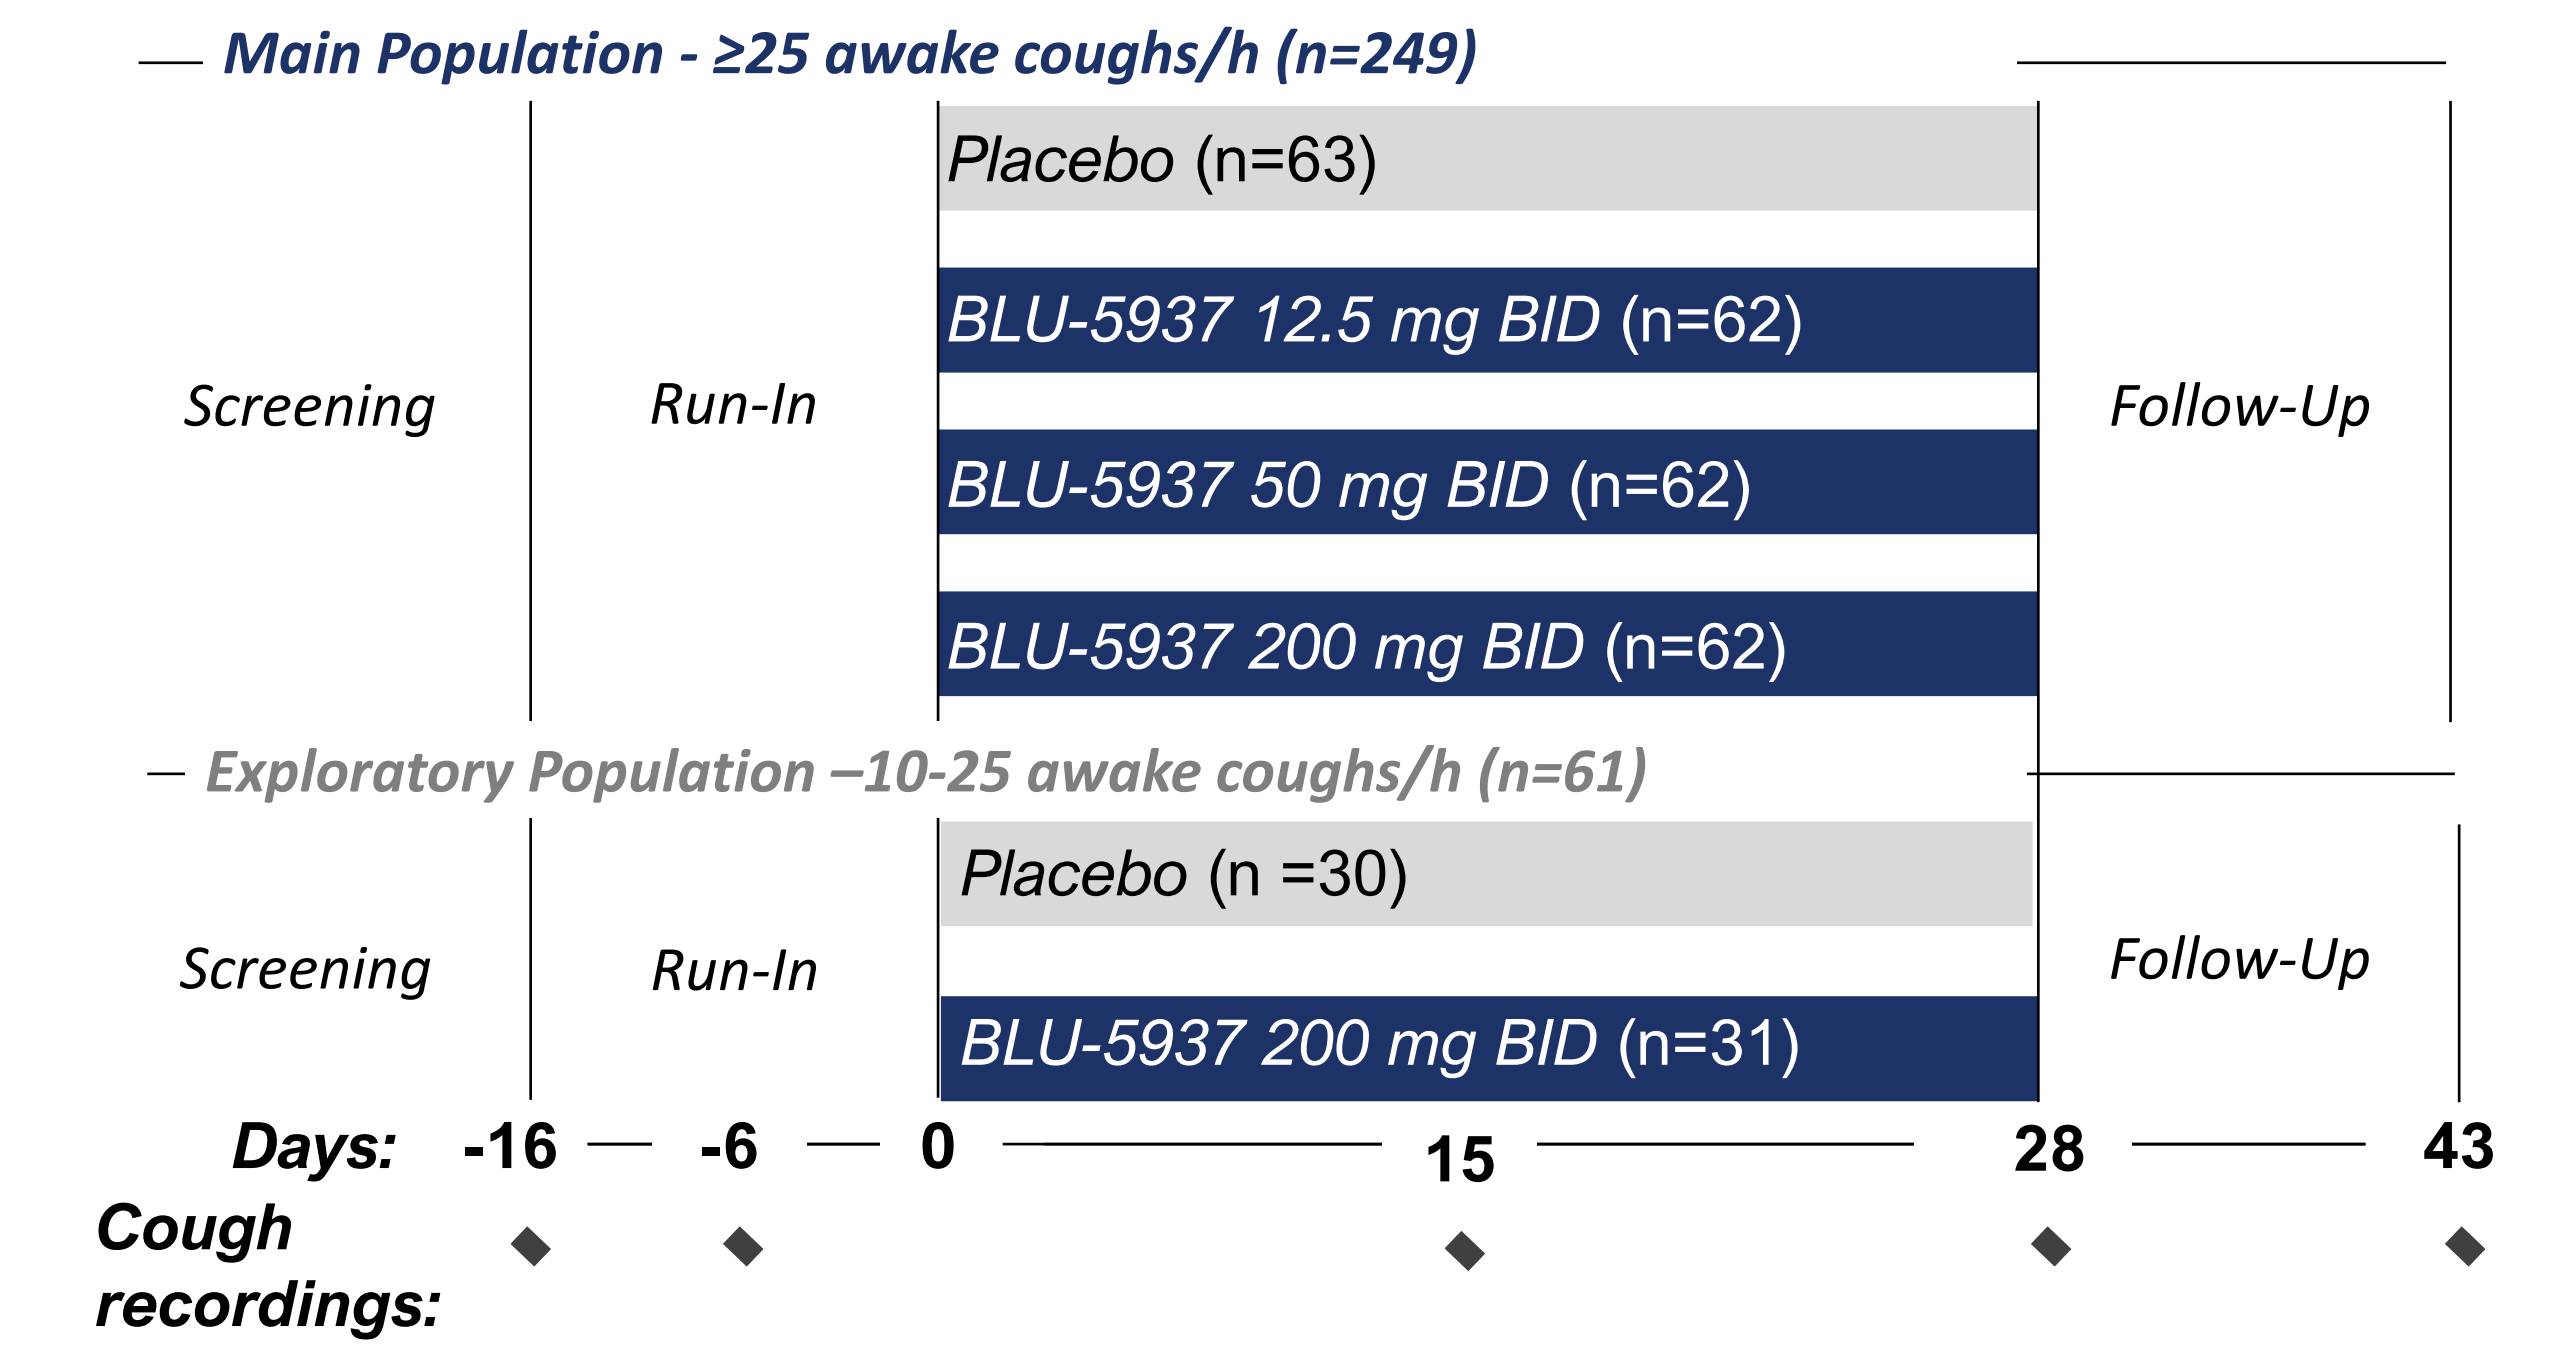 Main Population - ≥25 awake coughs/h (n=249)
Placebo (n=63)
BLU-5937 12.5 mg BID (n=62)
Screening
Run-In
Follow-Up
BLU-5937 50 mg BID (n=62)
BLU-5937 200 mg BID (n=62)
Exploratory Population –10-25 awake coughs/h (n=61)
Placebo (n =30)
Screening
Run-In
Follow-Up
BLU-5937 200 mg BID (n=31)
Days: -16 -6 0 15 28 43
Cough
recordings: